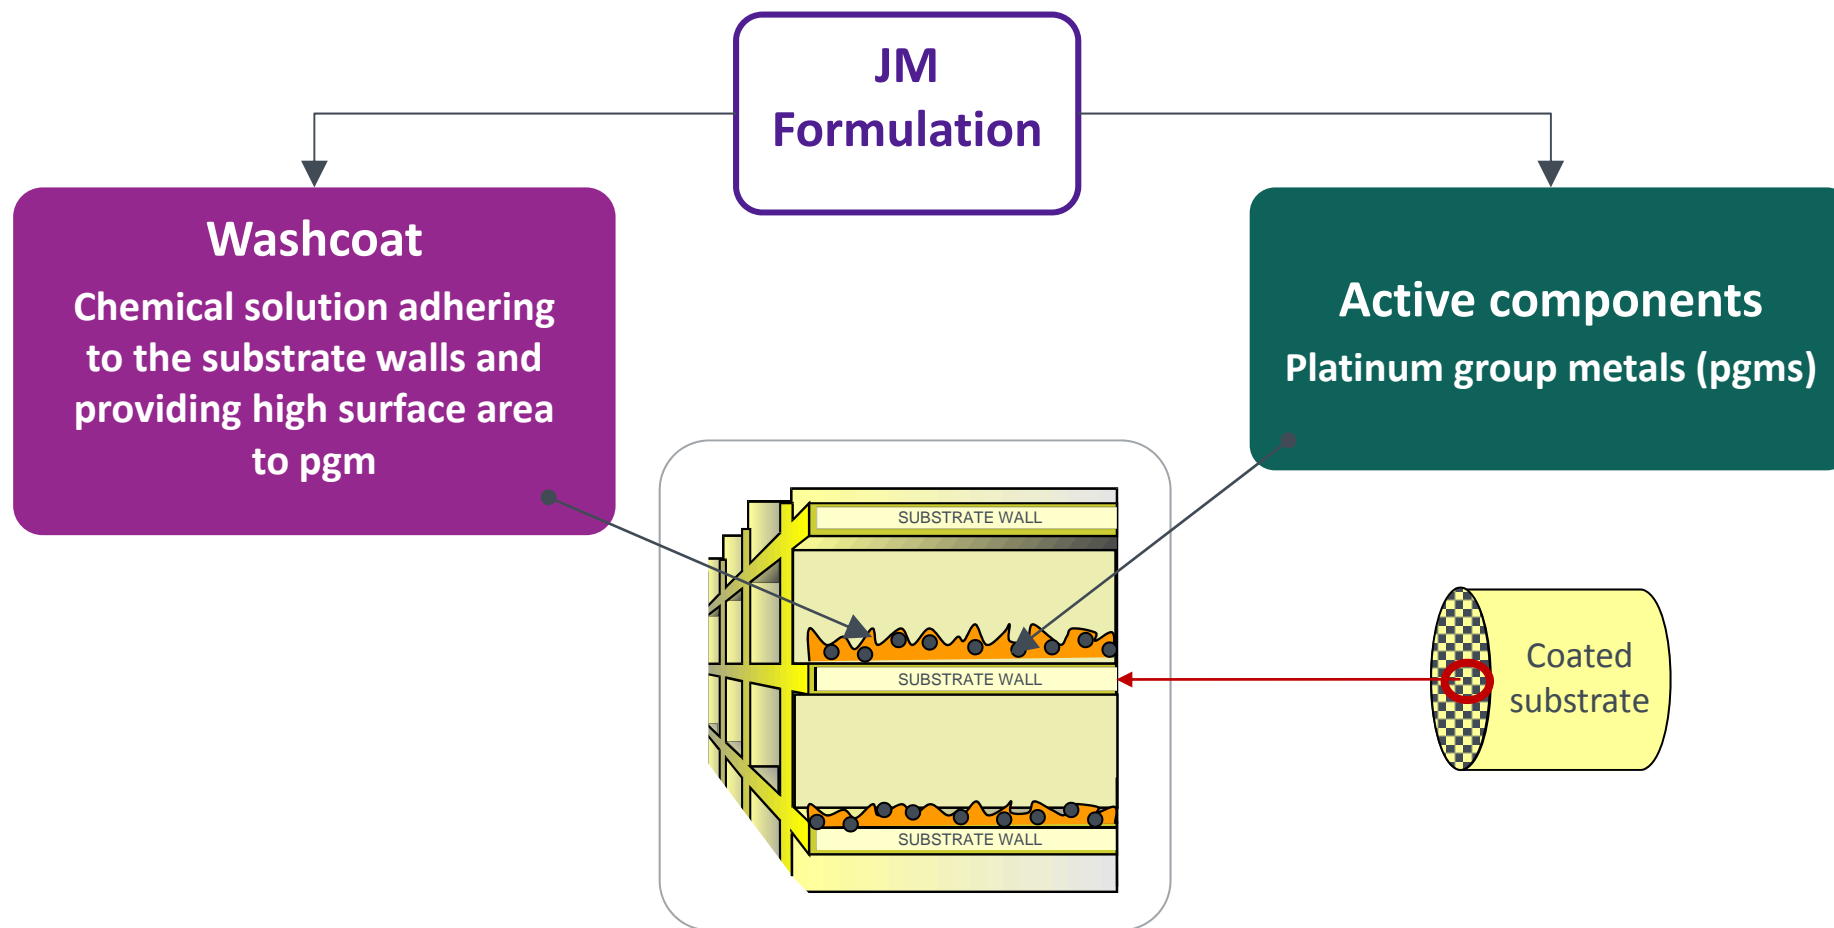 JM
Formulation
Washcoat
Chemical solution adhering
to the substrate walls and
providing high surface area
to pgm
Active components
Platinum group metals (pgms)
SUBSTRATE WALL
SUBSTRATE WALL
SUBSTRATE WALL
Coated
substrate